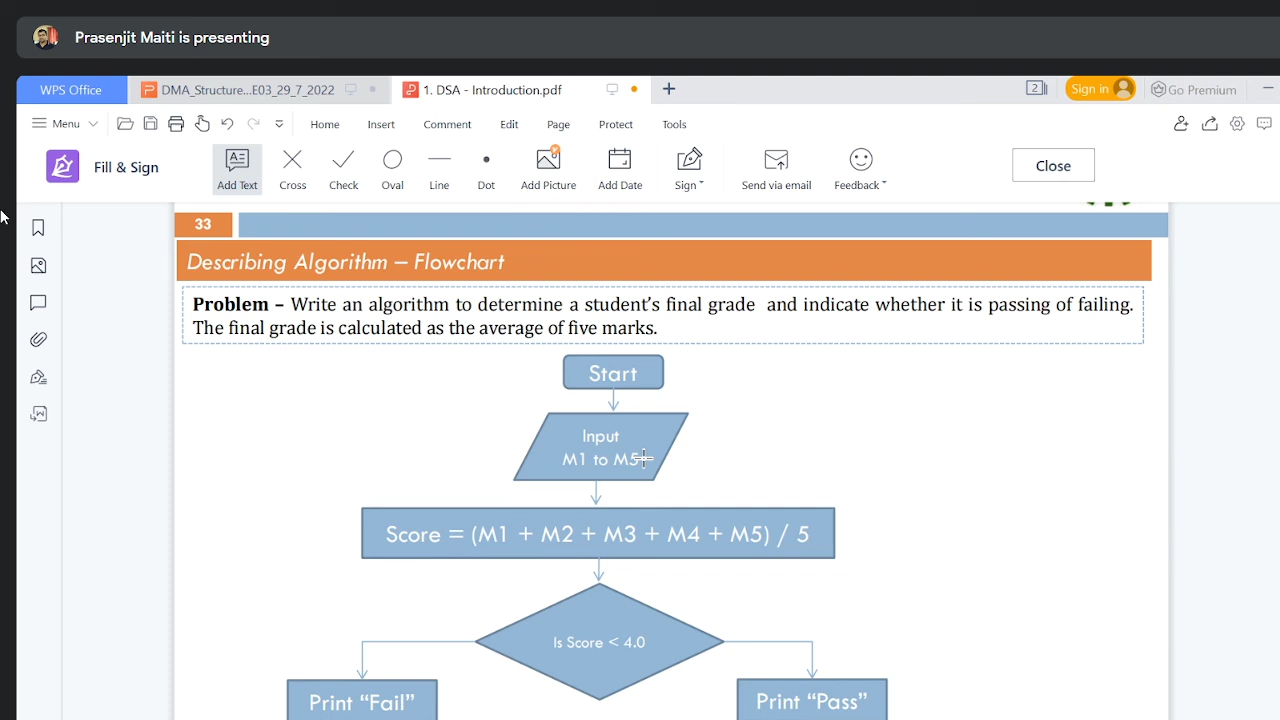 Prasenjit Maiti is presenting
WPS Office
DMA_Structure...E03_29_7_2022
1. DSA - Introduction.pdf
2
Sign in
Go Premium
Menu
Home
Insert
Comment
Edit
Page
Protect
Tools
Fill & Sign
Add Text
Cross
Check
Oval
Line
Dot
Add Picture
Add Date
Sign
Send via email
Feedback
Close
33
Describing Algorithm – Flowchart
Problem – Write an algorithm to determine a student's final grade and indicate whether it is passing of failing.
The final grade is calculated as the average of five marks.
Start
Input
M1 to M5
Score = (M1 + M2 + M3 + M4 + M5) / 5
Is Score < 4.0
Print “Fail”
Print “Pass”